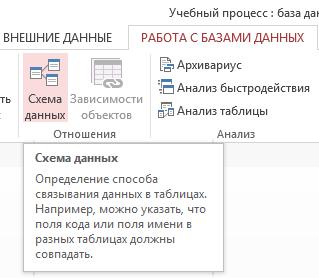 Учебный процесс : база дан
ВНЕШНИЕ ДАННЫЕ РАБОТА С БАЗАМИ ДАННЫХ
Схема данных
Зависимости объектов
Архивариус
Анализ быстродействия
Анализ таблицы
Отношения Анализ
Схема данных
Определение способа
связывания данных в таблицах.
Например, можно указать, что
поля кода или поля имени в
разных таблицах должны
совпадать.